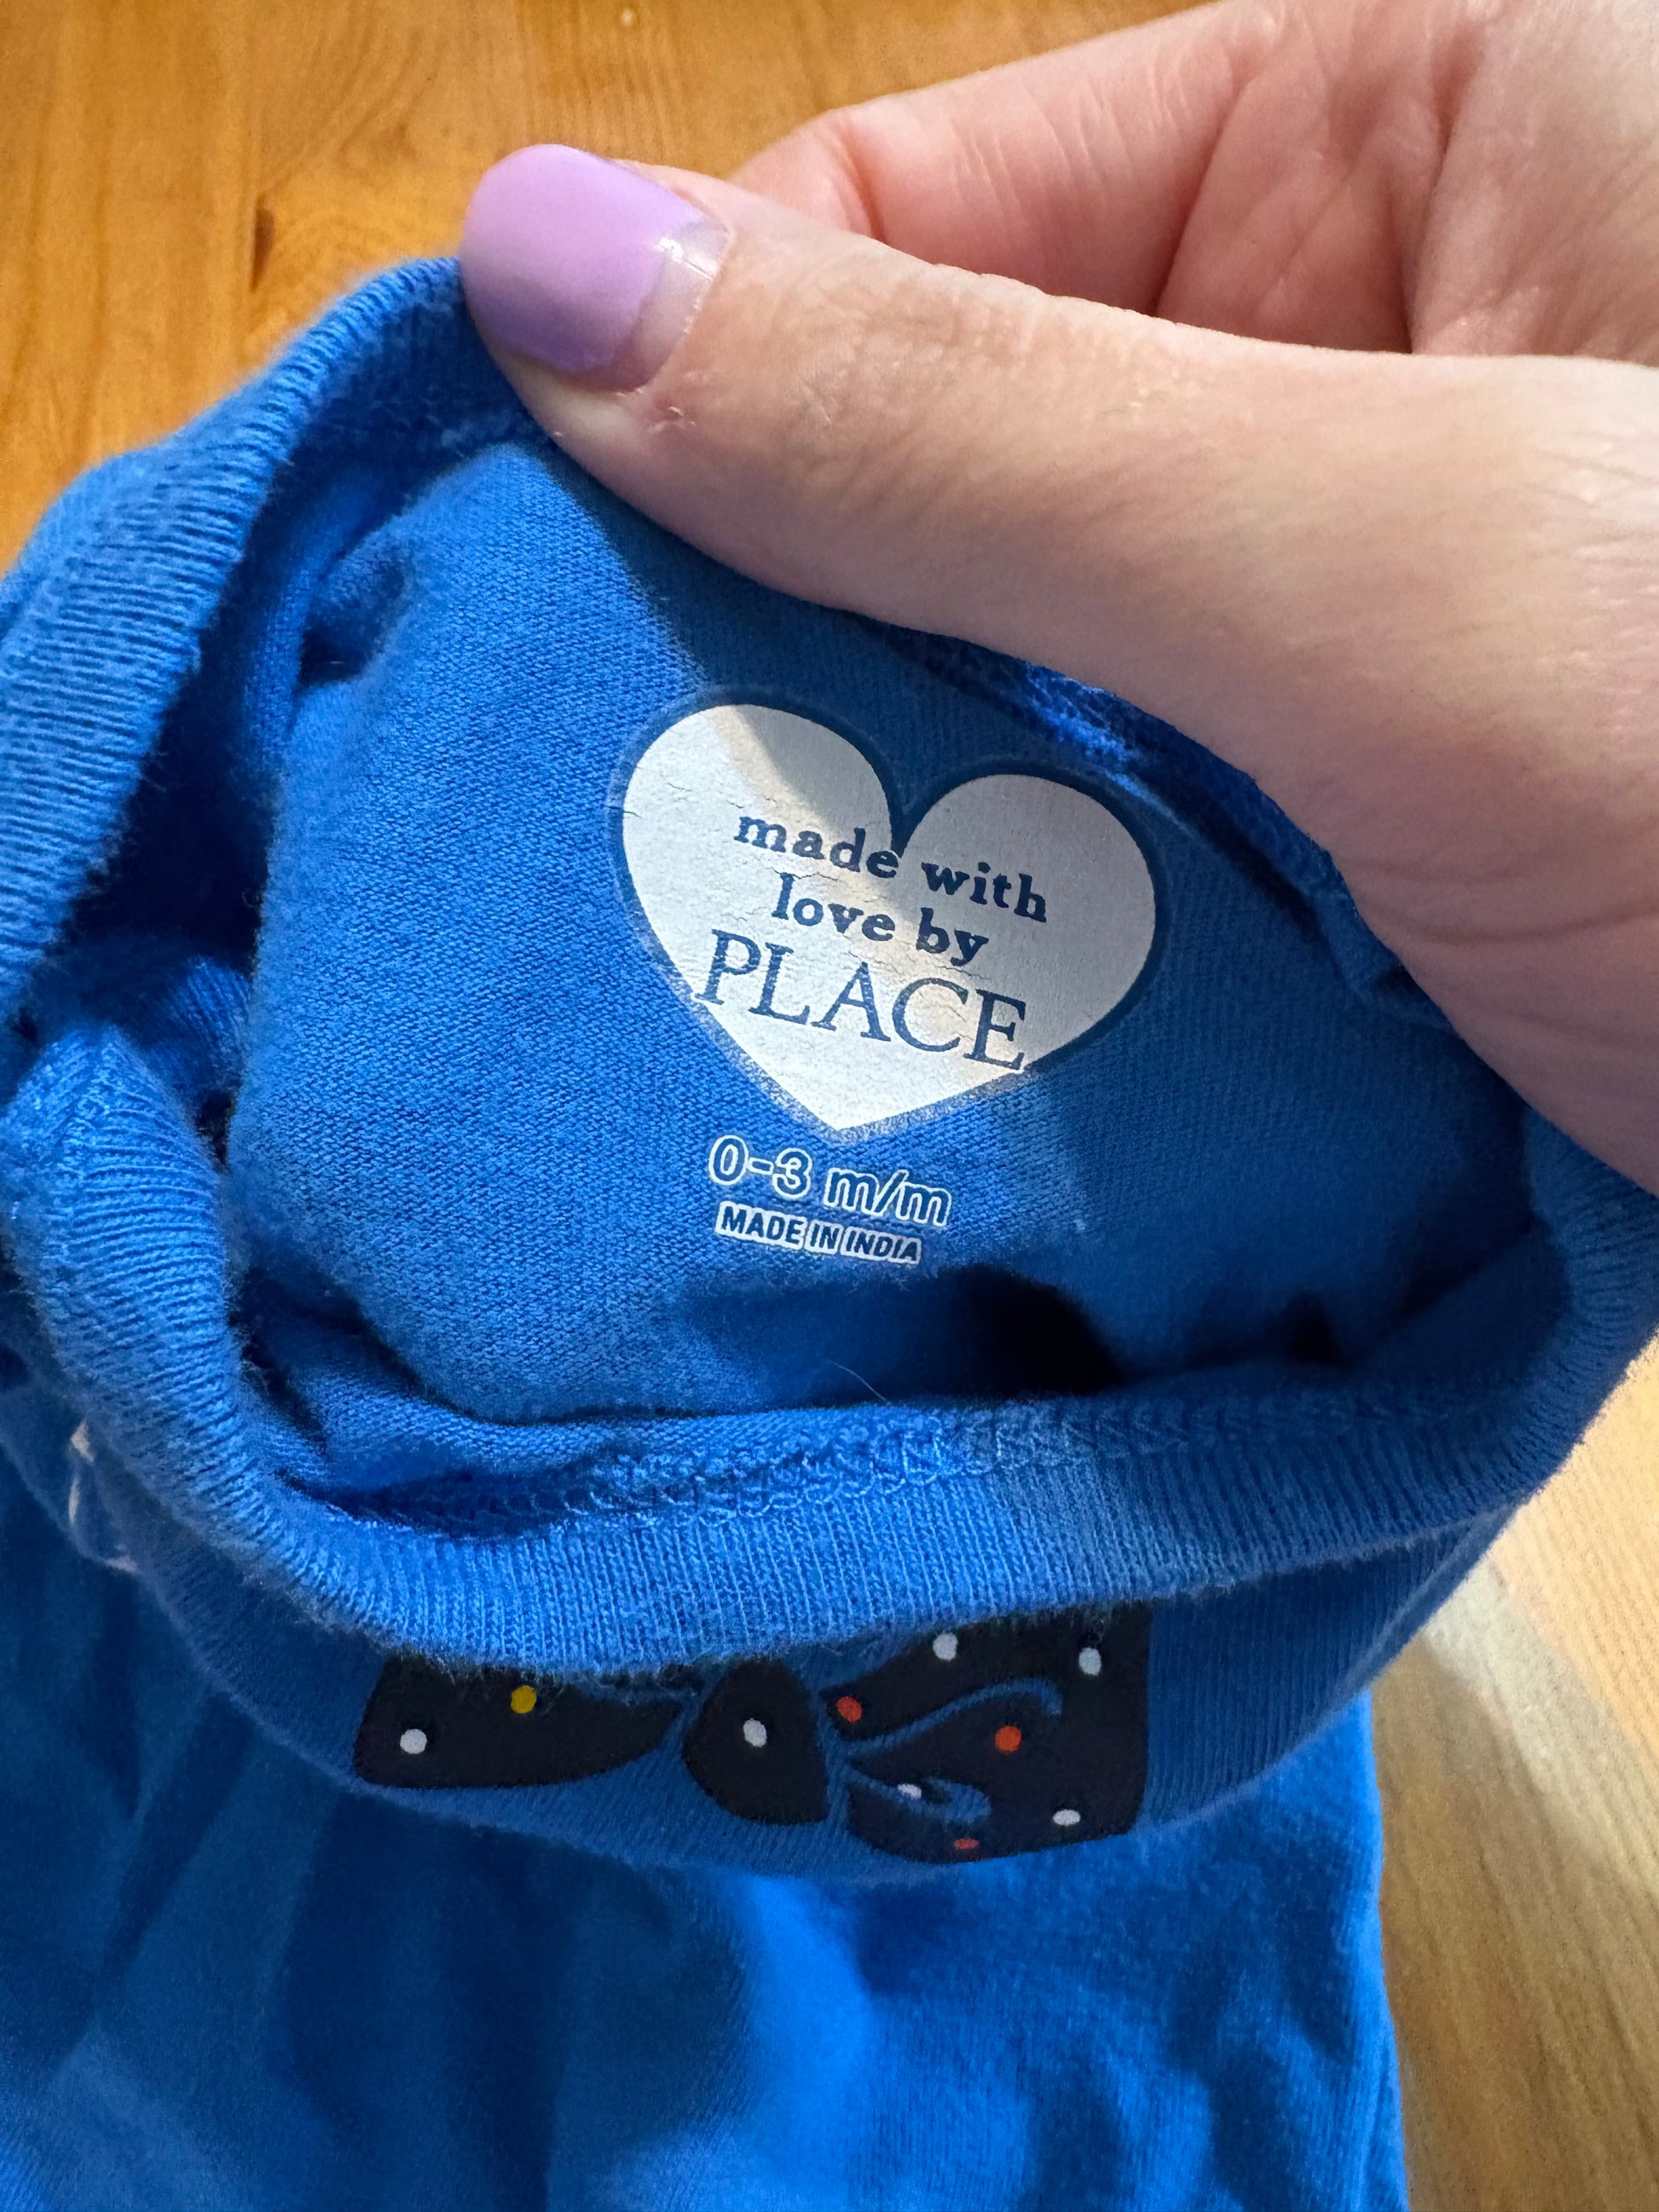 made with
love by
PLACE
0-3 m/m
MADE IN INDIA